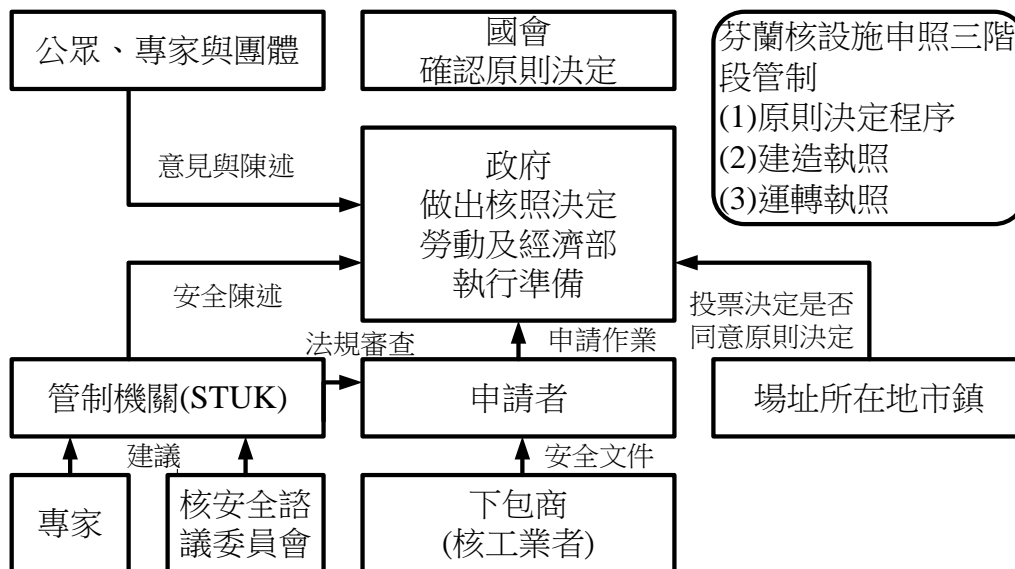 公眾、專家與團體
國會
確認原則決定
芬蘭核設施申照三階
段管制
(1)原則決定程序
(2)建造執照
(3)運轉執照
意見與陳述
政府
做出核照決定
勞動及經濟部
執行準備
安全陳述
投票決定是否
同意原則決定
法規審查
申請作業
管制機關(STUK)
申請者
場址所在地市鎮
建議
安全文件
專家
核安全諮
議委員會
下包商
(核工業者)